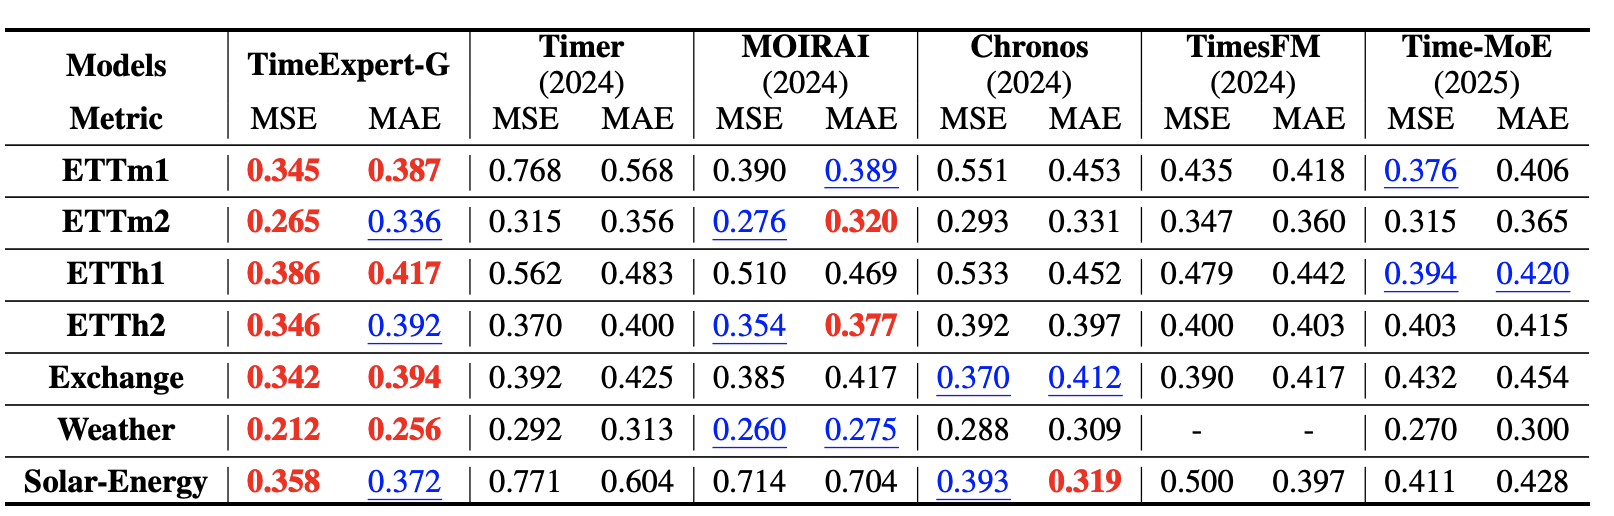 Models TimeExpert-G Timer (2024) MOIRAI (2024) Chronos (2024) TimesFM (2024) Time-MoE (2025)
Metric MSE MAE MSE MAE MSE MAE MSE MAE MSE MAE MSE MAE
ETTm1 0.345 0.387 0.768 0.568 0.390 0.389 0.551 0.453 0.435 0.418 0.376 0.406
ETTm2 0.265 0.336 0.315 0.356 0.276 0.320 0.293 0.331 0.347 0.360 0.315 0.365
ETTh1 0.386 0.417 0.562 0.483 0.510 0.469 0.533 0.452 0.479 0.442 0.394 0.420
ETTh2 0.346 0.392 0.370 0.400 0.354 0.377 0.392 0.397 0.400 0.403 0.403 0.415
Exchange 0.342 0.394 0.392 0.425 0.385 0.417 0.370 0.412 0.390 0.417 0.432 0.454
Weather 0.212 0.256 0.292 0.313 0.260 0.275 0.288 0.309 - - 0.270 0.300
Solar-Energy 0.358 0.372 0.771 0.604 0.714 0.704 0.393 0.319 0.500 0.397 0.411 0.428